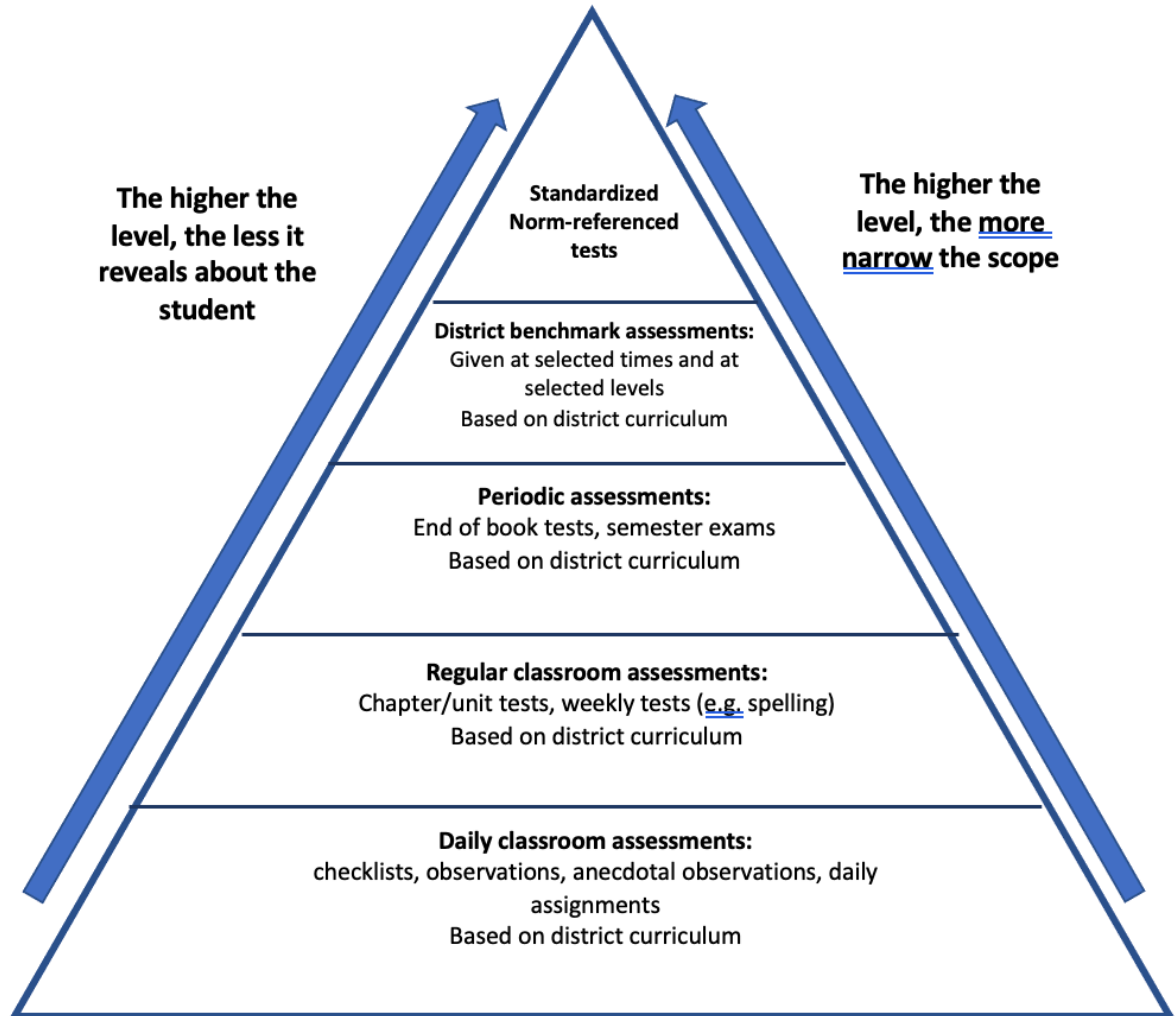 The higher the
level, the less it
reveals about the
student
The higher the
level, the more
narrow the scope
Standardized
Norm-referenced
tests
District benchmark assessments:
Given at selected times and at
selected levels
Based on district curriculum
Periodic assessments:
End of book tests, semester exams
Based on district curriculum
Regular classroom assessments:
Chapter/unit tests, weekly tests (e.g. spelling)
Based on district curriculum
Daily classroom assessments:
checklists, observations, anecdotal observations, daily
assignments
Based on district curriculum